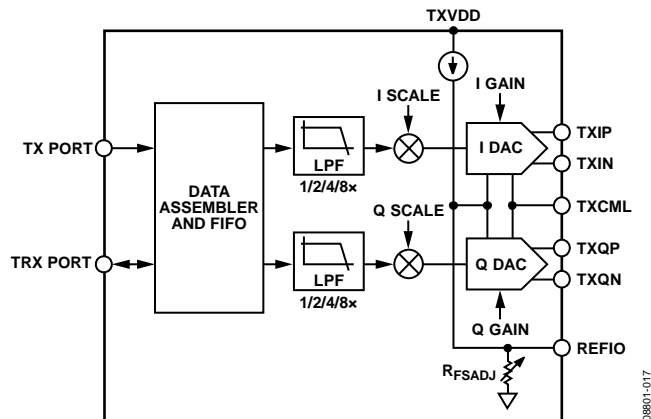 TXVDD
I SCALE
I GAIN
TX PORT
DATA
ASSEMBLER
AND FIFO
LPF
1/2/4/8×
I DAC
TXIP
TXIN
TXCML
Q SCALE
TRX PORT
LPF
1/2/4/8×
Q DAC
TXQP
TXQN
Q GAIN
REFIO
RFSADJ
08801-017